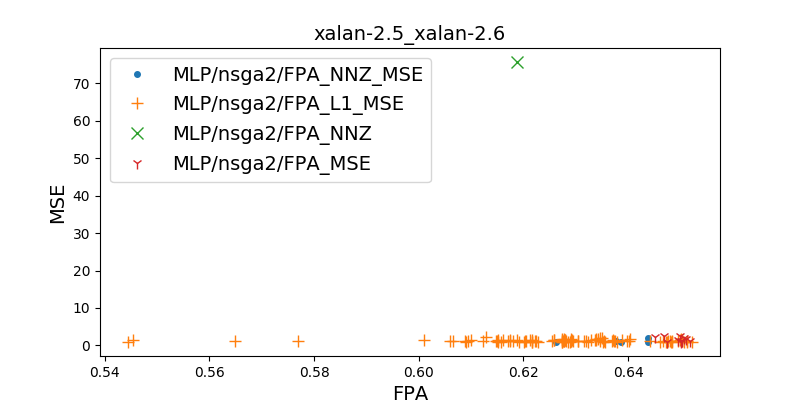 xalan-2.5_xalan-2.6
MLP/nsga2/FPA_NNZ_MSE
MLP/nsga2/FPA_L1_MSE
MLP/nsga2/FPA_NNZ
MLP/nsga2/FPA_MSE
MSE
70
60
50
40
30
20
10
0
0.54 0.56 0.58 0.60 0.62 0.64
FPA